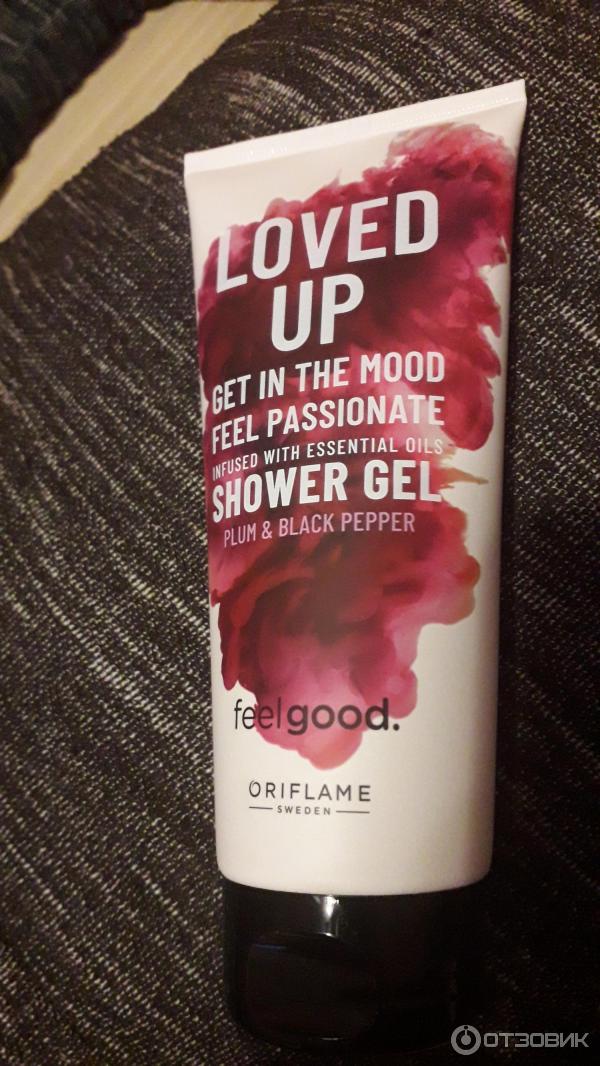 LOVED
UP
GET IN THE MOOD
FEEL PASSIONATE
INFUSED WITH ESSENTIAL OILS
SHOWER GEL
PLUM & BLACK PEPPER
feelgood.
ORIFLAME
SWEDEN
ОТЗОВИК